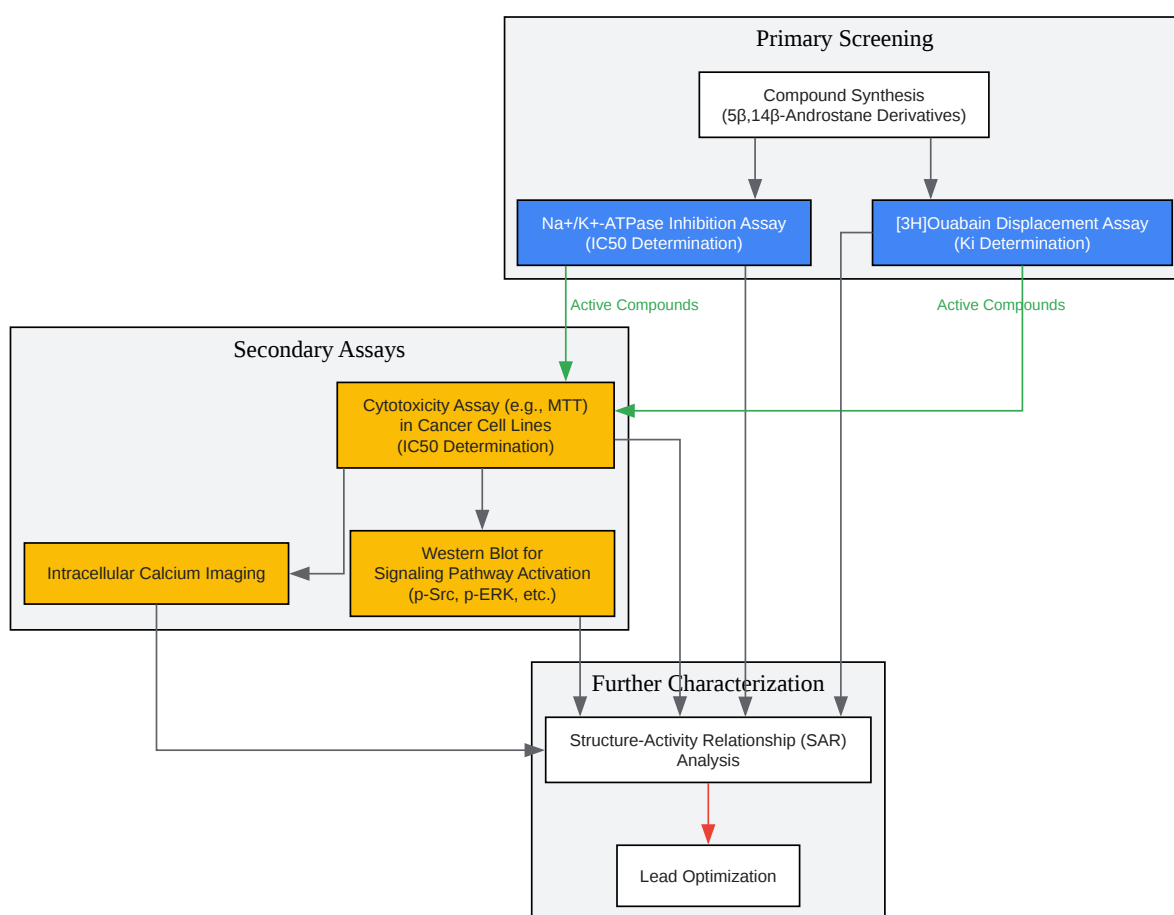 Primary Screening
Compound Synthesis
(5β,14β-Androstane Derivatives)
Na+/K+-ATPase Inhibition Assay
(IC50 Determination)
[3H]Ouabain Displacement Assay
(Ki Determination)
Active Compounds
Active Compounds
Secondary Assays
Cytotoxicity Assay (e.g., MTT)
in Cancer Cell Lines
(IC50 Determination)
Intracellular Calcium Imaging
Western Blot for
Signaling Pathway Activation
(p-Src, p-ERK, etc.)
Further Characterization
Structure-Activity Relationship (SAR)
Analysis
Lead Optimization